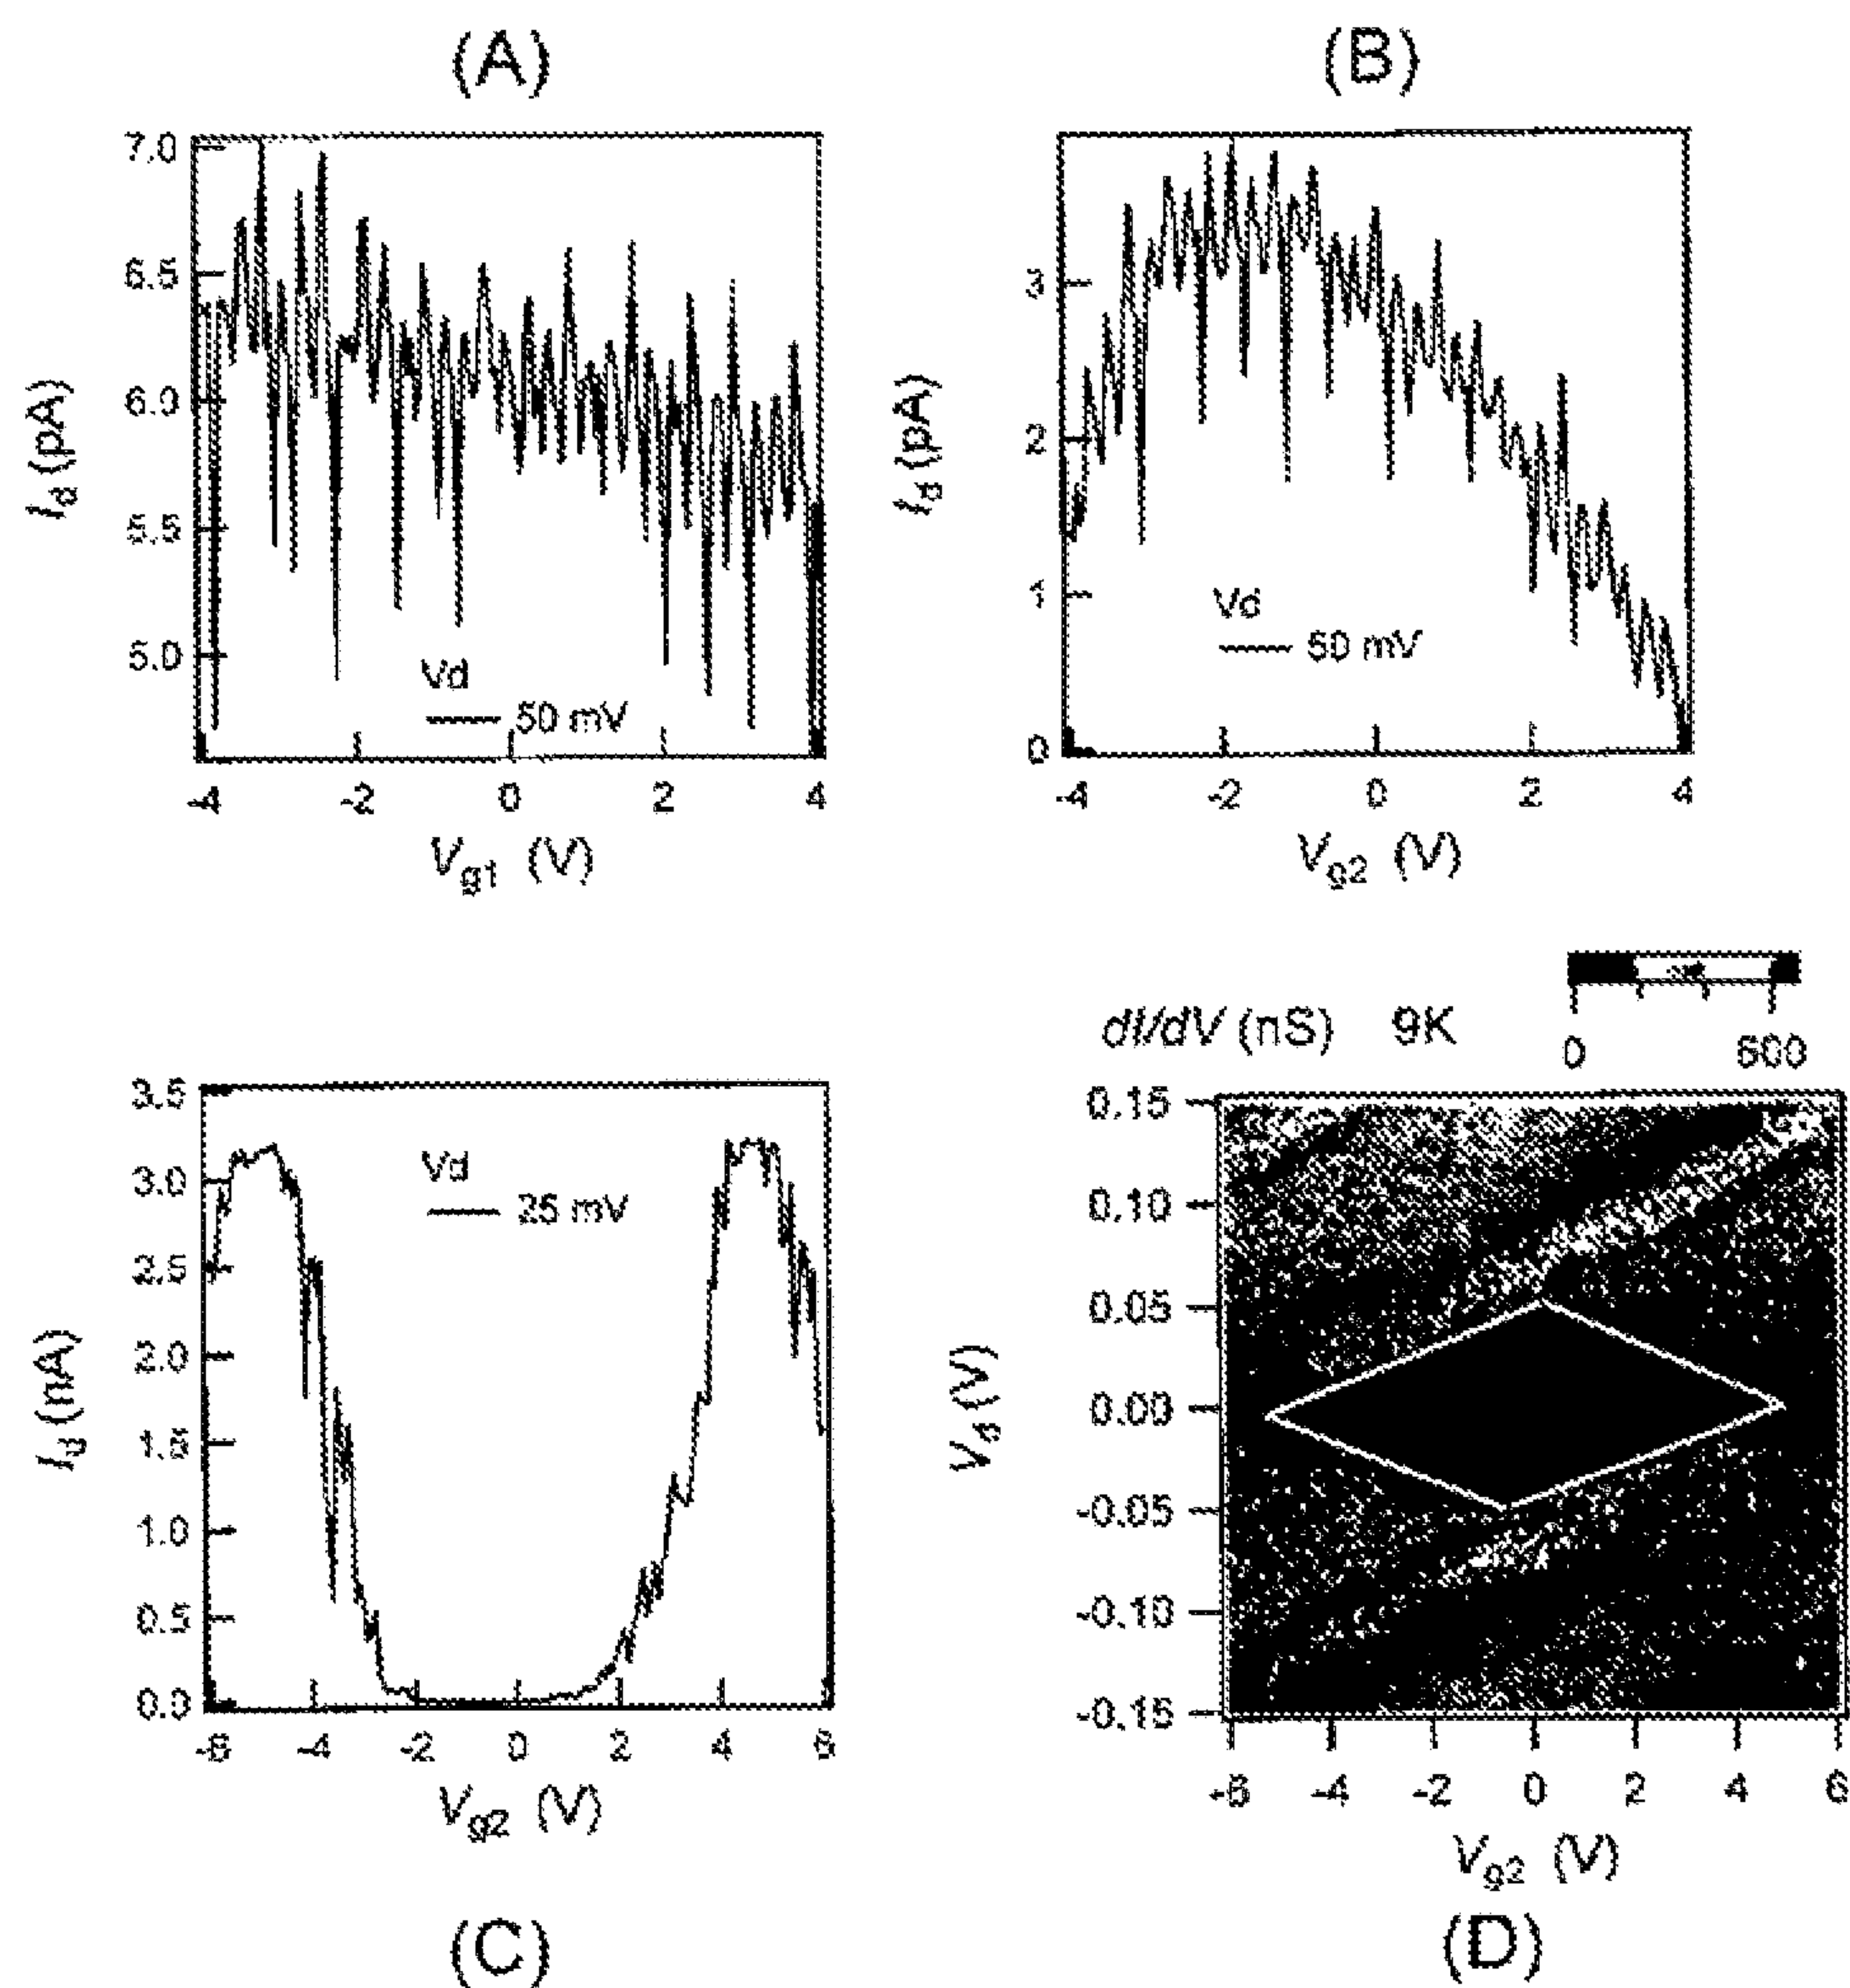 (A)
7.0
6.5
6.0
5.5
5.0
I_d (pA)
Vd
50 mV
-4 -2 0 2 4
V_g1 (V)
(B)
3
2
1
0
I_d (pA)
Vd
50 mV
-4 -2 0 2 4
V_g2 (V)
3.5
3.0
2.5
2.0
1.5
1.0
0.5
0.0
I_d (nA)
Vd
25 mV
-6 -4 -2 0 2 4 6
V_g2 (V)
(C)
dI/dV (nS) 9K
0 600
0.15
0.10
0.05
0.00
-0.05
-0.10
-0.15
V_d (V)
-6 -4 -2 0 2 4 6
V_g2 (V)
(D)